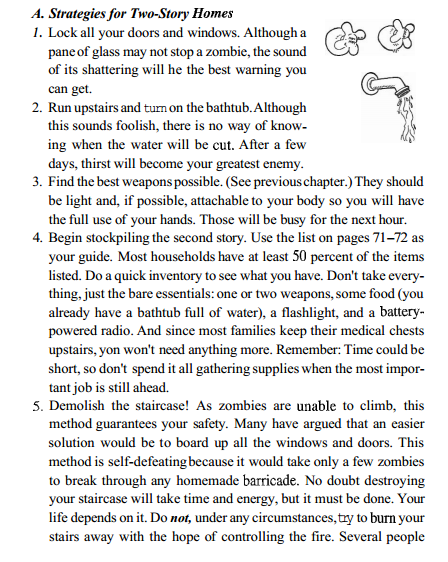 A. Strategies for Two-Story Homes
1. Lock all your doors and windows. Although a
pane of glass may not stop a zombie, the sound
of its shattering will he the best warning you
can get.
2. Run upstairs and turn on the bathtub. Although
this sounds foolish, there is no way of know-
ing when the water will be cut. After a few
days, thirst will become your greatest enemy.
3. Find the best weapons possible. (See previous chapter.) They should
be light and, if possible, attachable to your body so you will have
the full use of your hands. Those will be busy for the next hour.
4. Begin stockpiling the second story. Use the list on pages 71–72 as
your guide. Most households have at least 50 percent of the items
listed. Do a quick inventory to see what you have. Don't take every-
thing, just the bare essentials: one or two weapons, some food (you
already have a bathtub full of water), a flashlight, and a battery-
powered radio. And since most families keep their medical chests
upstairs, yon won't need anything more. Remember: Time could be
short, so don't spend it all gathering supplies when the most impor-
tant job is still ahead.
5. Demolish the staircase! As zombies are unable to climb, this
method guarantees your safety. Many have argued that an easier
solution would be to board up all the windows and doors. This
method is self-defeating because it would take only a few zombies
to break through any homemade barricade. No doubt destroying
your staircase will take time and energy, but it must be done. Your
life depends on it. Do not, under any circumstances, try to burn your
stairs away with the hope of controlling the fire. Several people